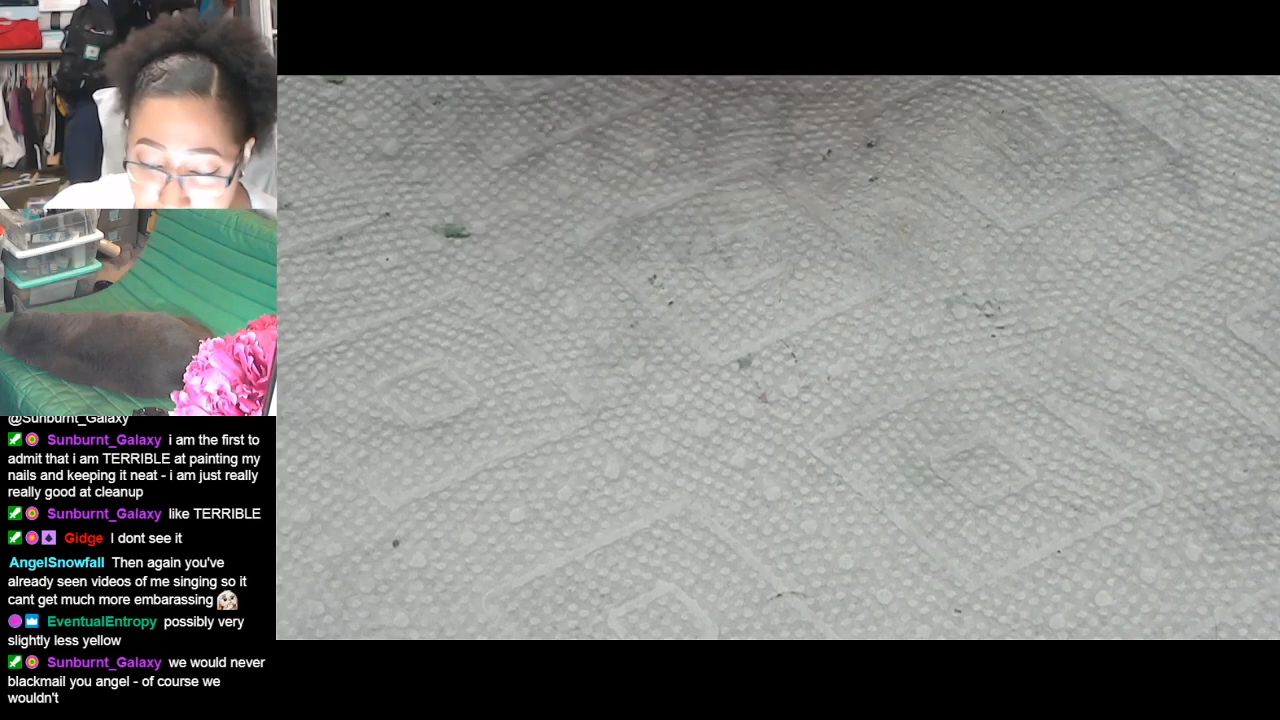 @Sunburnt_Galaxy
Sunburnt_Galaxy i am the first to
admit that i am TERRIBLE at painting my
nails and keeping it neat - i am just really
really good at cleanup
Sunburnt_Galaxy like TERRIBLE
Gidge I dont see it
AngelSnowfall Then again you've
already seen videos of me singing so it
cant get much more embarassing
EventualEntropy possibly very
slightly less yellow
Sunburnt_Galaxy we would never
blackmail you angel - of course we
wouldn't